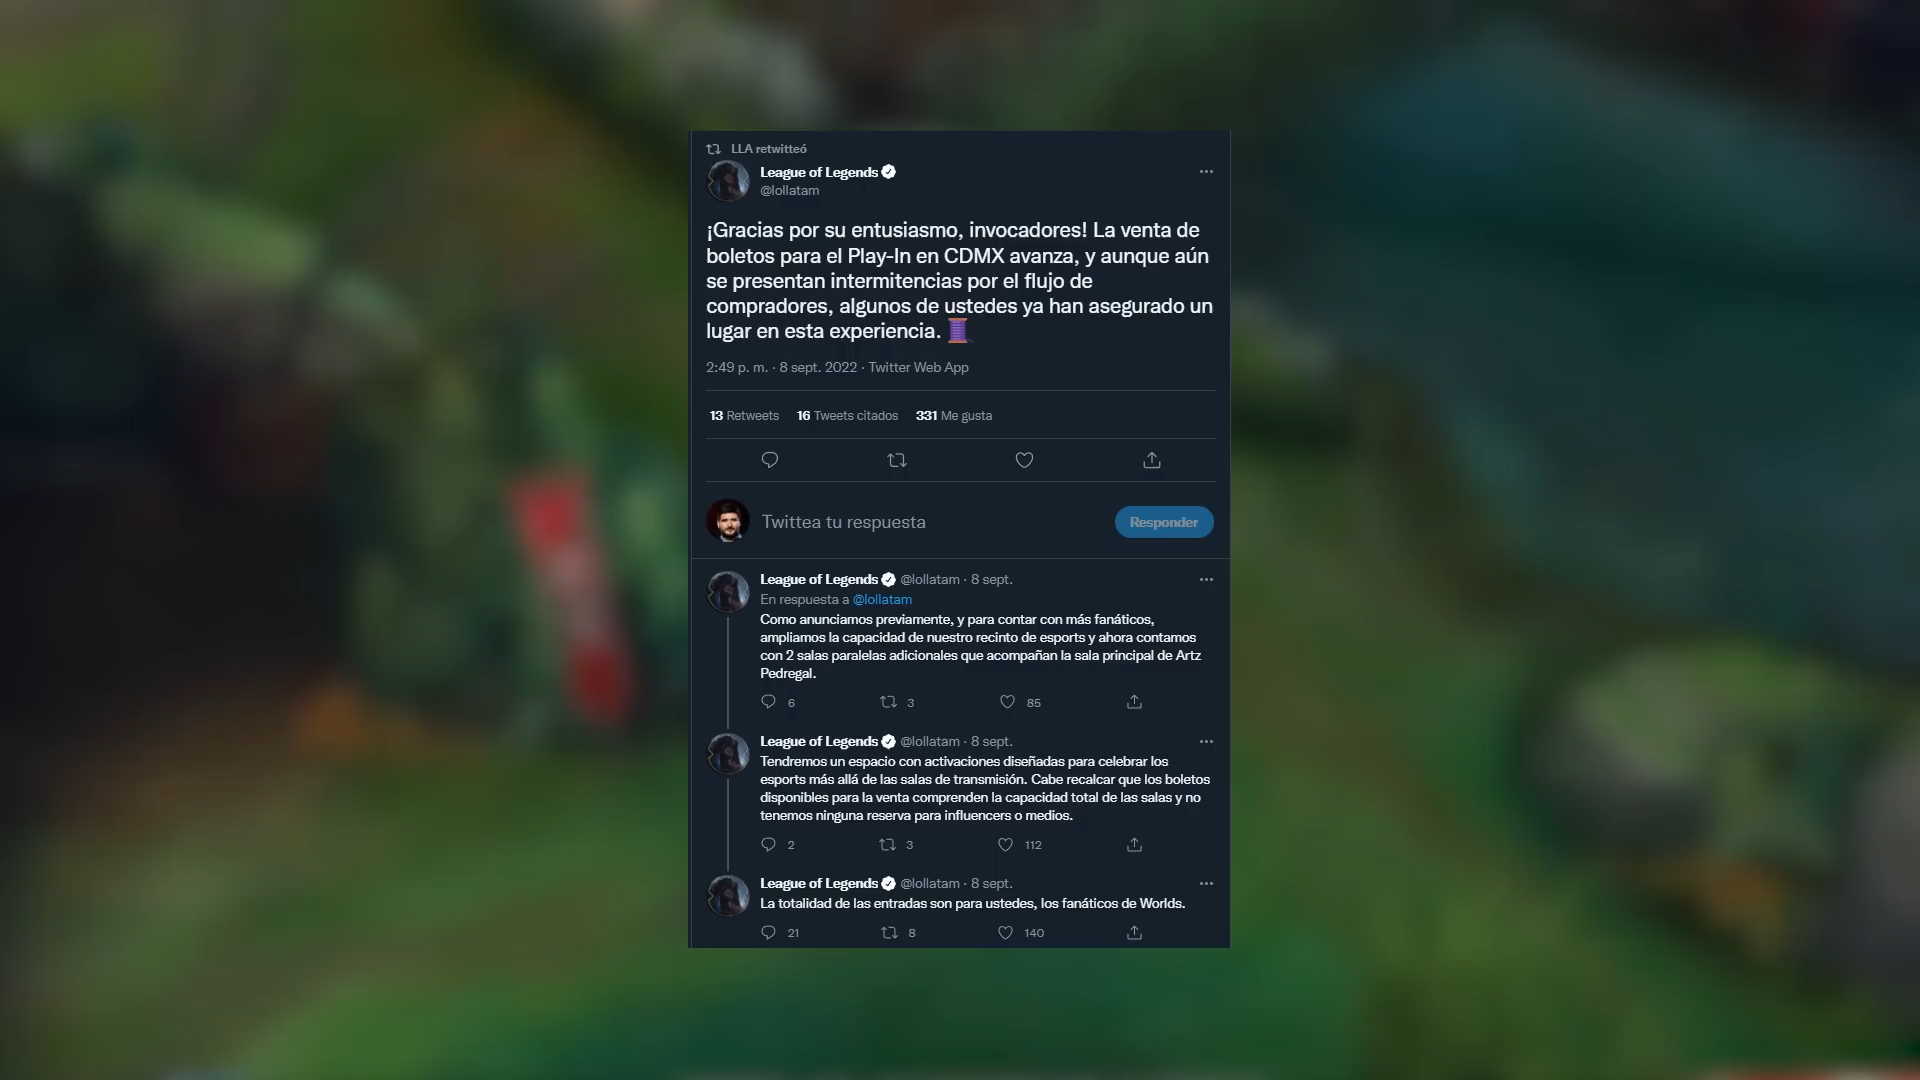 LLA retwitteó
League of Legends
@lollatam
¡Gracias por su entusiasmo, invocadores! La venta de
boletos para el Play-In en CDMX avanza, y aunque aún
se presentan intermitencias por el flujo de
compradores, algunos de ustedes ya han asegurado un
lugar en esta experiencia. 🧵
2:49 p. m. · 8 sept. 2022 · Twitter Web App
13 Retweets 16 Tweets citados 331 Me gusta
Twittea tu respuesta
Responder
League of Legends @lollatam · 8 sept.
En respuesta a @lollatam
Como anunciamos previamente, y para contar con más fanáticos,
ampliamos la capacidad de nuestro recinto de esports y ahora contamos
con 2 salas paralelas adicionales que acompañan la sala principal de Artz
Pedregal.
6 3 85
League of Legends @lollatam · 8 sept.
Tendremos un espacio con activaciones diseñadas para celebrar los
esports más allá de las salas de transmisión. Cabe recalcar que los boletos
disponibles para la venta comprenden la capacidad total de las salas y no
tenemos ninguna reserva para influencers o medios.
2 3 112
League of Legends @lollatam · 8 sept.
La totalidad de las entradas son para ustedes, los fanáticos de Worlds.
21 8 140